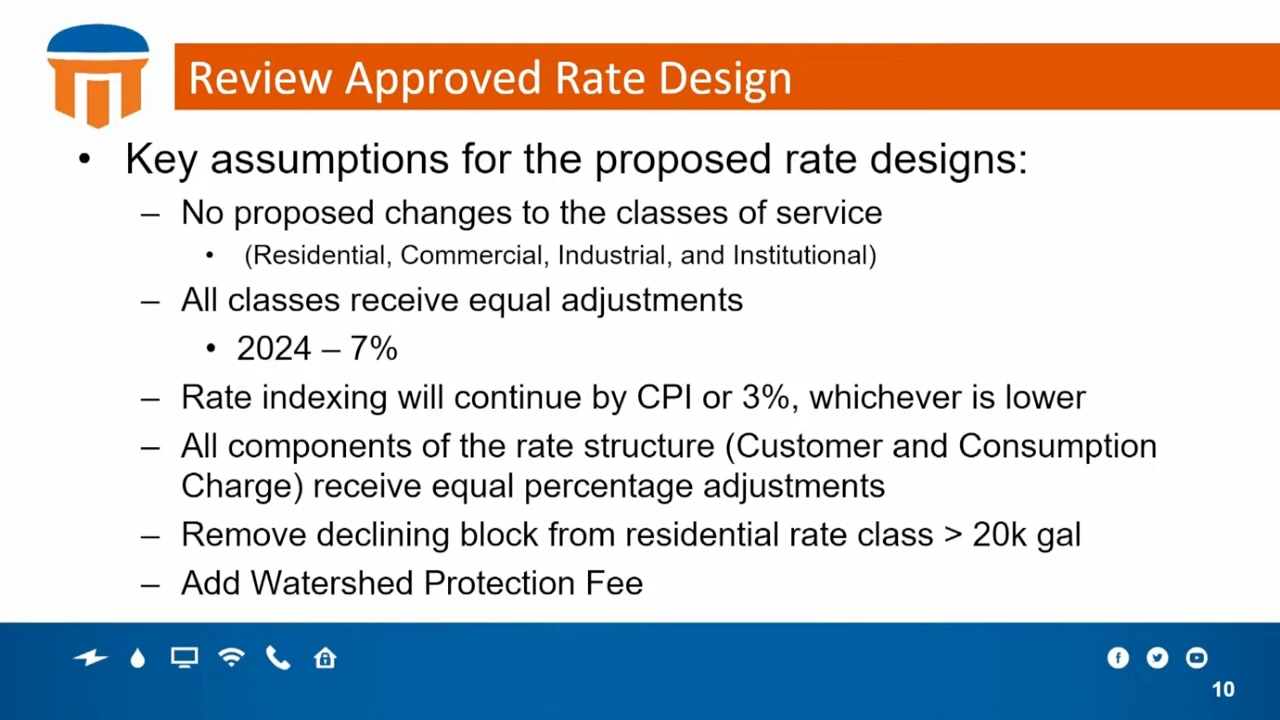 Review Approved Rate Design
• Key assumptions for the proposed rate designs:
– No proposed changes to the classes of service
• (Residential, Commercial, Industrial, and Institutional)
– All classes receive equal adjustments
• 2024 – 7%
– Rate indexing will continue by CPI or 3%, whichever is lower
– All components of the rate structure (Customer and Consumption
Charge) receive equal percentage adjustments
– Remove declining block from residential rate class > 20k gal
– Add Watershed Protection Fee
10